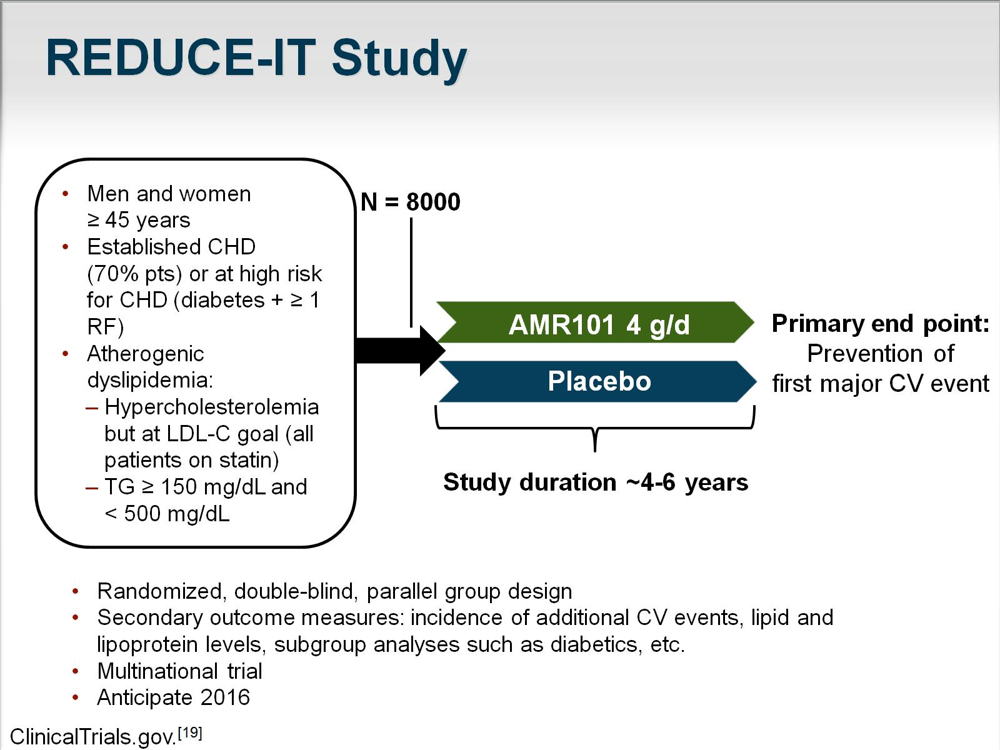 REDUCE-IT Study
• Men and women
≥ 45 years
• Established CHD
(70% pts) or at high risk
for CHD (diabetes + ≥ 1
RF)
• Atherogenic
dyslipidemia:
– Hypercholesterolemia
but at LDL-C goal (all
patients on statin)
– TG ≥ 150 mg/dL and
< 500 mg/dL
N = 8000
AMR101 4 g/d
Placebo
Study duration ~4-6 years
Primary end point:
Prevention of
first major CV event
• Randomized, double-blind, parallel group design
• Secondary outcome measures: incidence of additional CV events, lipid and
lipoprotein levels, subgroup analyses such as diabetics, etc.
• Multinational trial
• Anticipate 2016
ClinicalTrials.gov.[19]